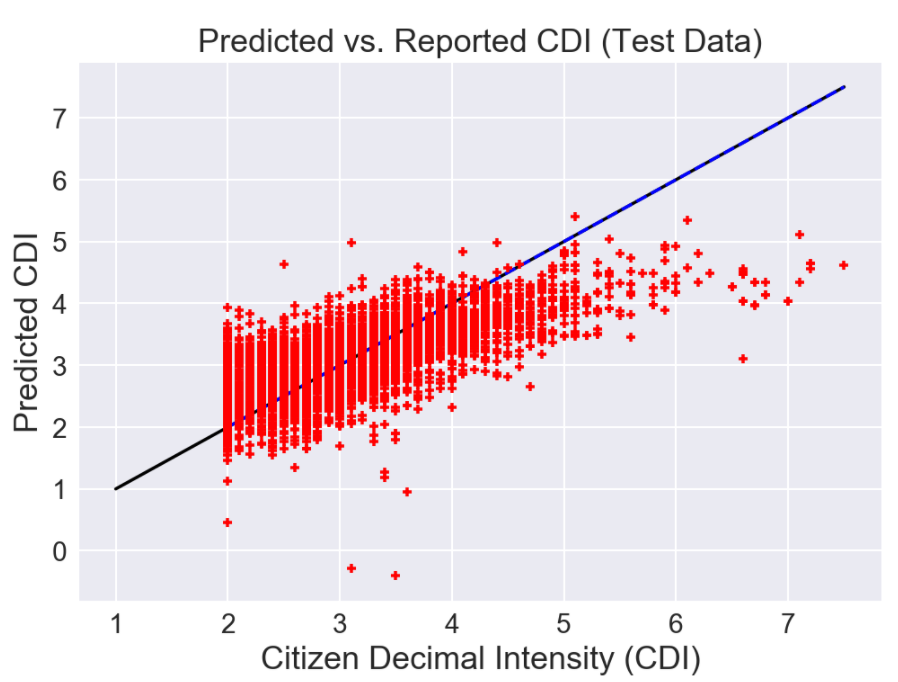 Predicted vs. Reported CDI (Test Data)
7
6
5
4
3
2
1
0
Predicted CDI
1 2 3 4 5 6 7
Citizen Decimal Intensity (CDI)